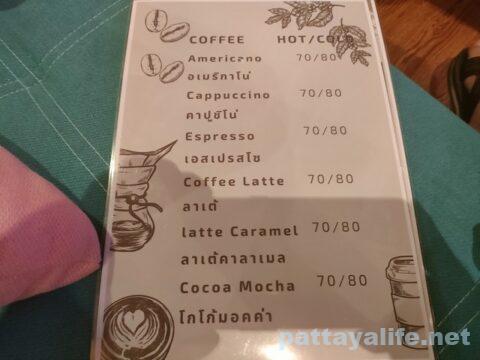 COFFEE HOT/COLD
Americano 70/80
อเมริกาโน่
Cappuccino 70/80
คาปูชิโน่
Espresso 70/80
เอสเปรสโซ
Coffee Latte 70/80
ลาเต้
latte Caramel 70/80
ลาเต้คาลาเมล
Cocoa Mocha 70/80
โกโก้มอคค่า
pattayalife.net